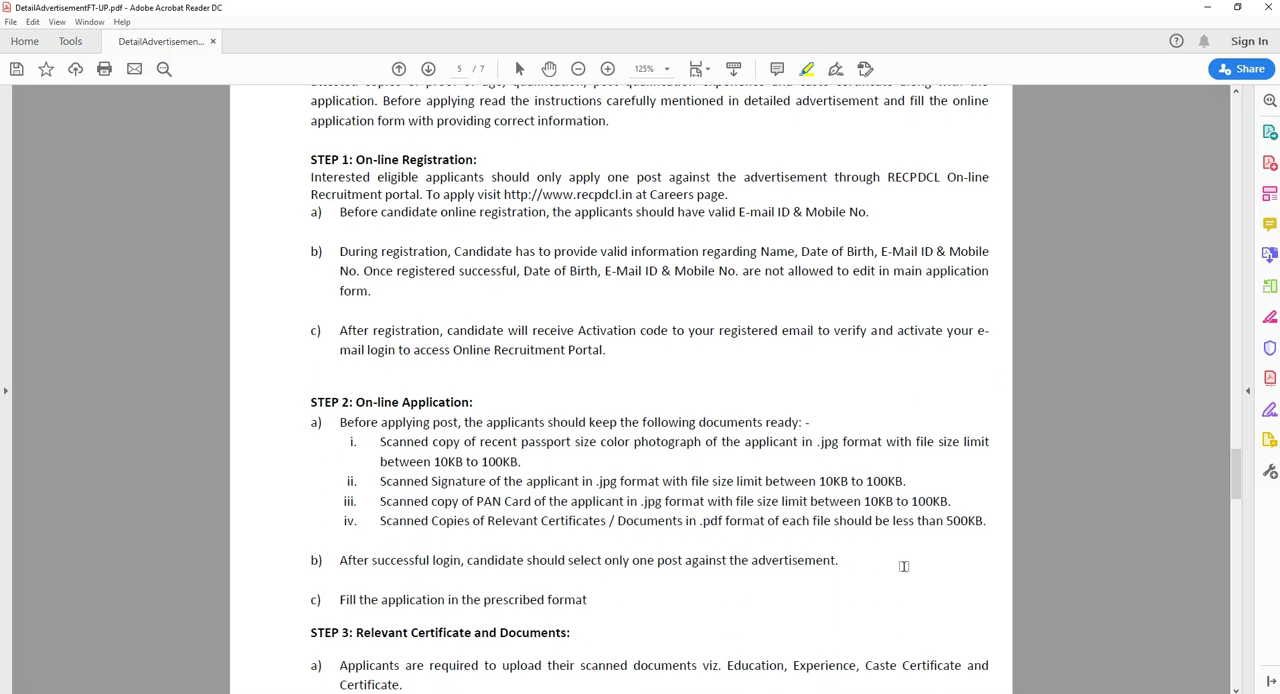 DetailAdvertisementFT-UP.pdf - Adobe Acrobat Reader DC
File Edit View Window Help
Home Tools DetailAdvertisemen... × Sign In
5 / 7 125% Share
application. Before applying read the instructions carefully mentioned in detailed advertisement and fill the online
application form with providing correct information.
STEP 1: On-line Registration:
Interested eligible applicants should only apply one post against the advertisement through RECPDCL On-line
Recruitment portal. To apply visit http://www.recpdcl.in at Careers page.
a) Before candidate online registration, the applicants should have valid E-mail ID & Mobile No.
b) During registration, Candidate has to provide valid information regarding Name, Date of Birth, E-Mail ID & Mobile
No. Once registered successful, Date of Birth, E-Mail ID & Mobile No. are not allowed to edit in main application
form.
c) After registration, candidate will receive Activation code to your registered email to verify and activate your e-
mail login to access Online Recruitment Portal.
STEP 2: On-line Application:
a) Before applying post, the applicants should keep the following documents ready: -
i. Scanned copy of recent passport size color photograph of the applicant in .jpg format with file size limit
between 10KB to 100KB.
ii. Scanned Signature of the applicant in .jpg format with file size limit between 10KB to 100KB.
iii. Scanned copy of PAN Card of the applicant in .jpg format with file size limit between 10KB to 100KB.
iv. Scanned Copies of Relevant Certificates / Documents in .pdf format of each file should be less than 500KB.
b) After successful login, candidate should select only one post against the advertisement.
c) Fill the application in the prescribed format
STEP 3: Relevant Certificate and Documents:
a) Applicants are required to upload their scanned documents viz. Education, Experience, Caste Certificate and
Certificate.